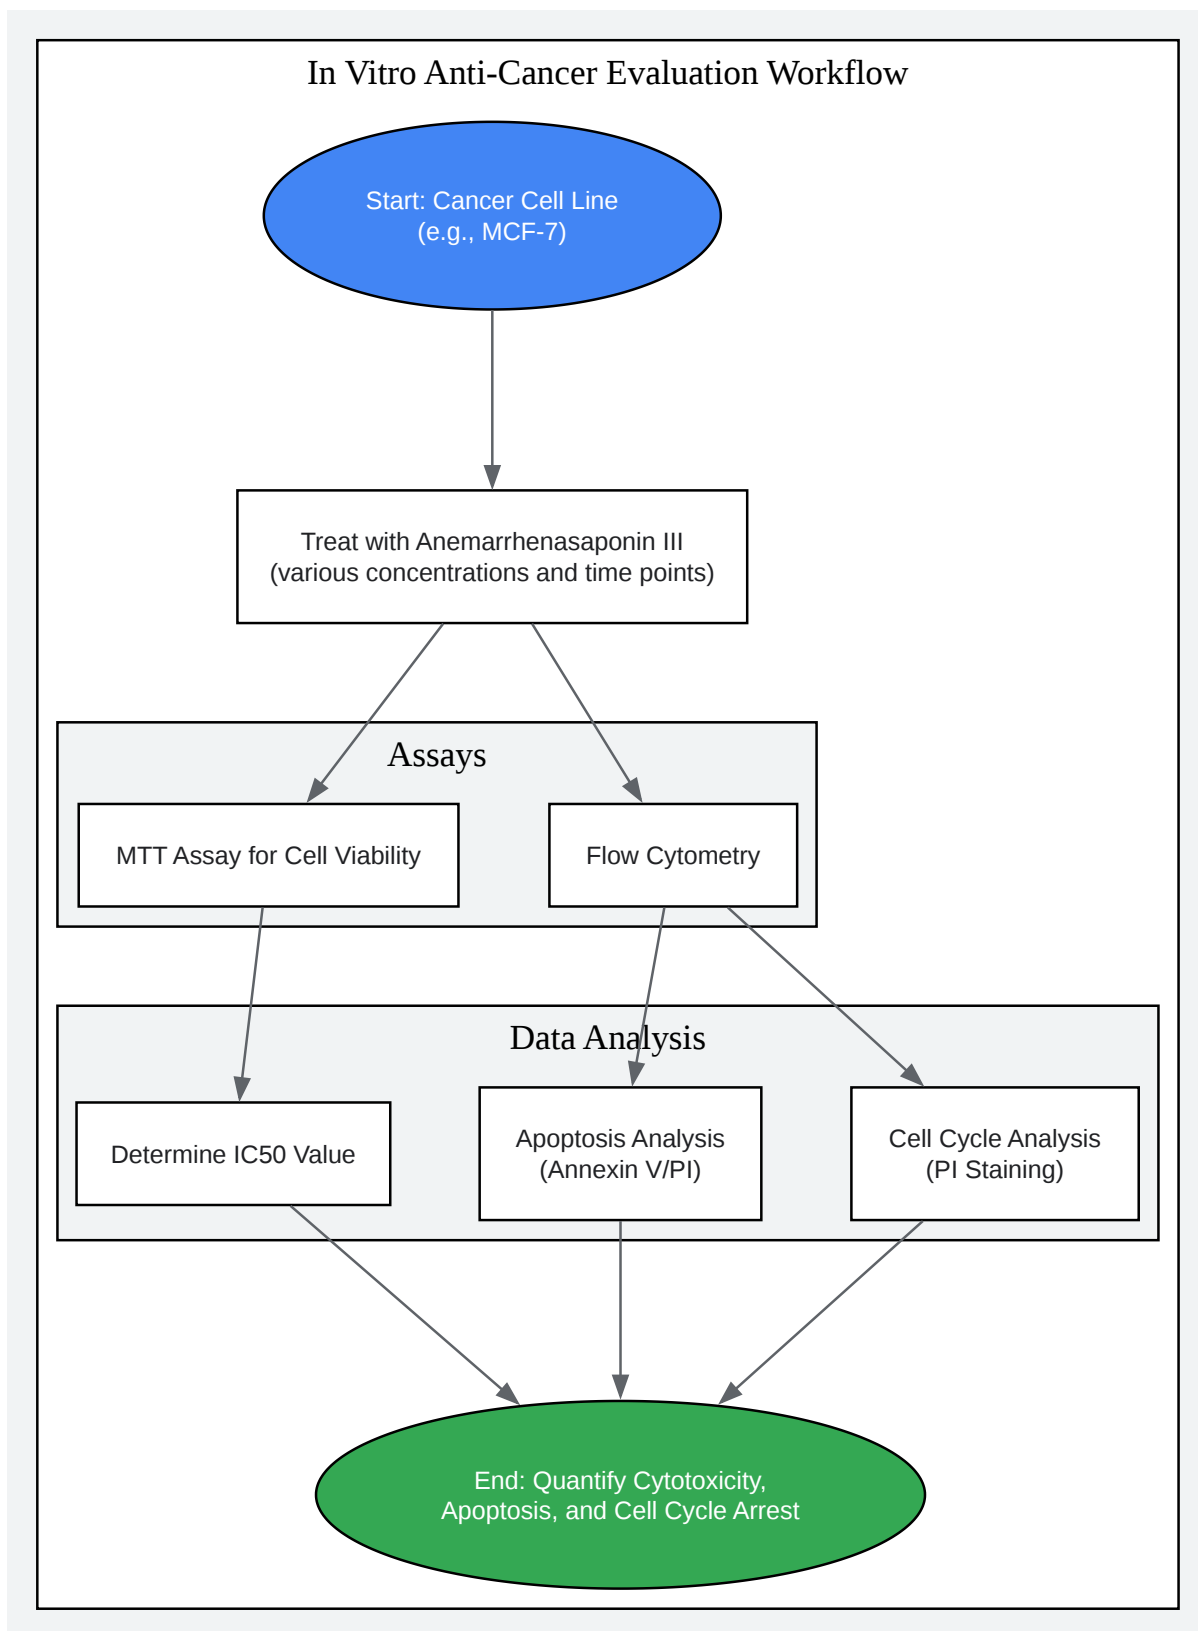 In Vitro Anti-Cancer Evaluation Workflow
Start: Cancer Cell Line
(e.g., MCF-7)
Treat with Anemarrhenasaponin III
(various concentrations and time points)
Assays
MTT Assay for Cell Viability
Flow Cytometry
Data Analysis
Determine IC50 Value
Apoptosis Analysis
(Annexin V/PI)
Cell Cycle Analysis
(PI Staining)
End: Quantify Cytotoxicity,
Apoptosis, and Cell Cycle Arrest